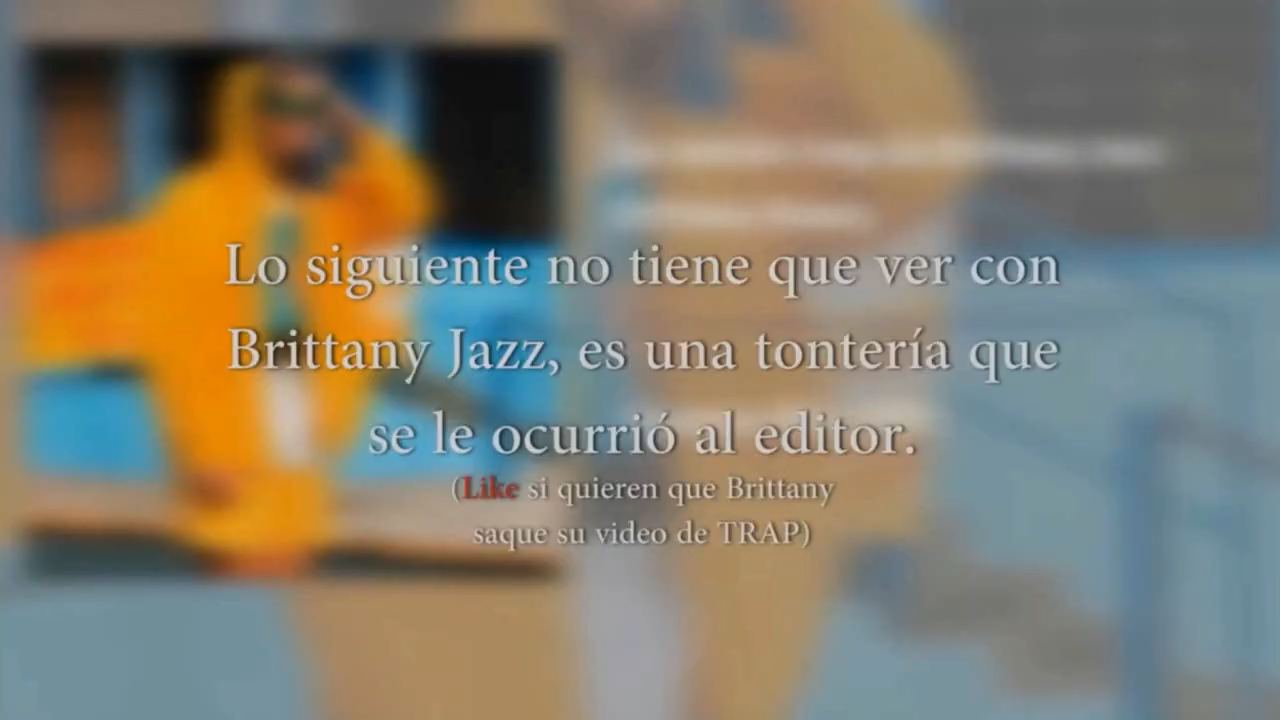 Lo siguiente no tiene que ver con
Brittany Jazz, es una tontería que
se le ocurrió al editor.
(Like si quieren que Brittany
saque su video de TRAP)